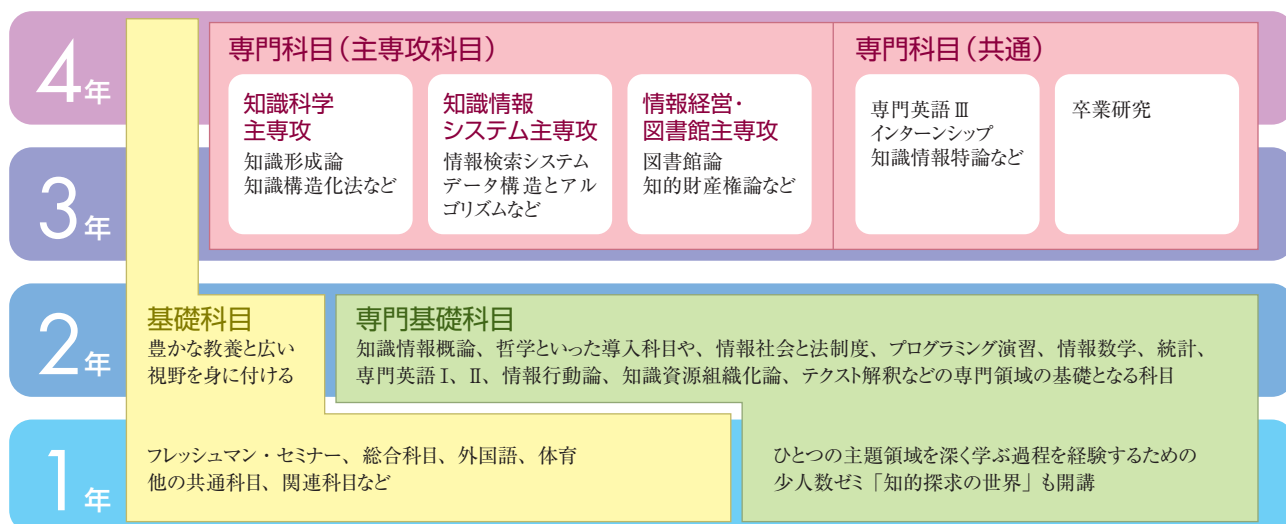 4年
専門科目(主専攻科目)
知識科学
主専攻
知識形成論
知識構造化法など
知識情報
システム主専攻
情報検索システム
データ構造とアル
ゴリズムなど
情報経営・
図書館主専攻
図書館論
知的財産権論など
専門科目(共通)
専門英語Ⅲ
インターンシップ
知識情報特論など
卒業研究
3年
2年
基礎科目
豊かな教養と広い
視野を身に付ける
専門基礎科目
知識情報概論、哲学といった導入科目や、情報社会と法制度、プログラミング演習、情報数学、統計、
専門英語Ⅰ、Ⅱ、情報行動論、知識資源組織化論、テクスト解釈などの専門領域の基礎となる科目
1年
フレッシュマン・セミナー、総合科目、外国語、体育
他の共通科目、関連科目など
ひとつの主題領域を深く学ぶ過程を経験するための
少人数ゼミ「知的探求の世界」も開講